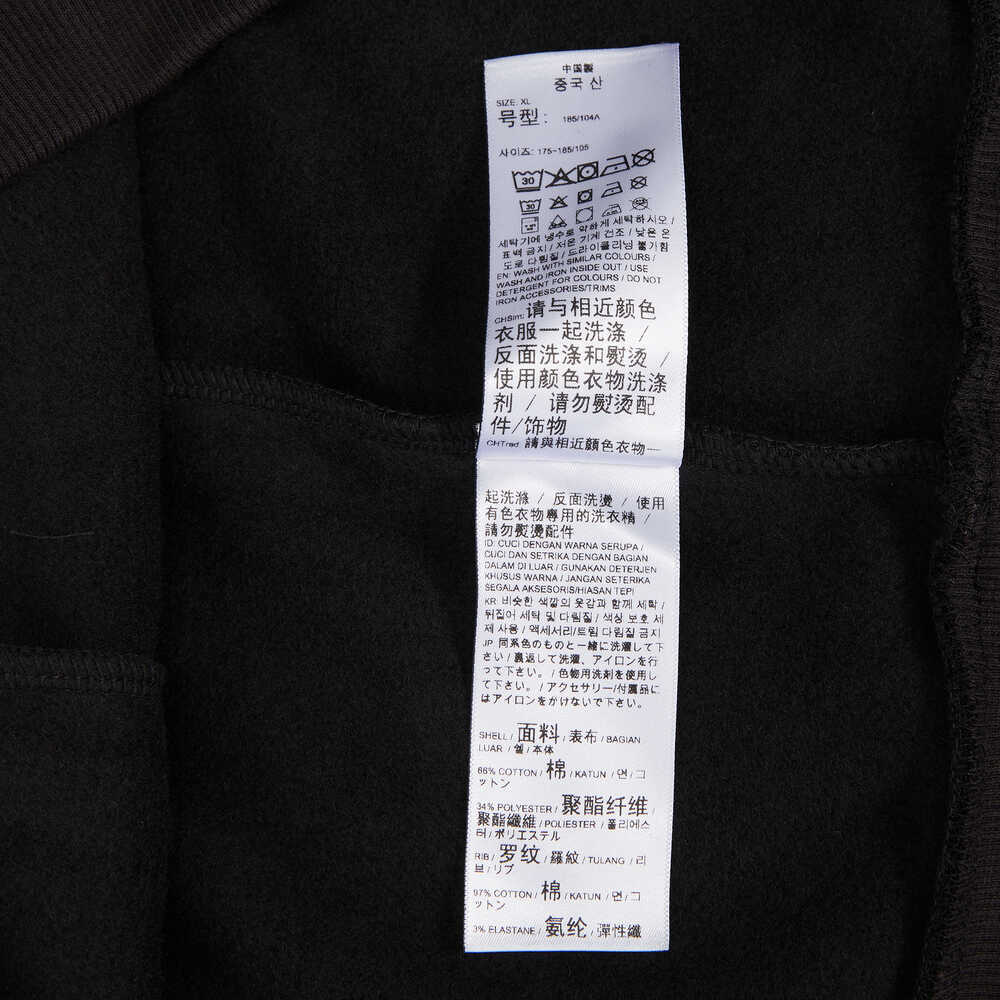 中国製
중국 산
SIZE: XL
号型: 185/104A
사이즈: 175~185/105
30
30
세탁기에 냉수로 약하게 세탁하시오 /
표백 금지 / 저온 기계 건조 / 낮은 온
도로 다림질 / 드라이클리닝 불가함
EN: WASH WITH SIMILAR COLOURS /
WASH AND IRON INSIDE OUT / USE
DETERGENT FOR COLOURS / DO NOT
IRON ACCESSORIES/TRIMS
CHSim: 请与相近颜色
衣服一起洗涤 /
反面洗涤和熨烫 /
使用颜色衣物洗涤
剂 / 请勿熨烫配
件/饰物
CHTrad: 請與相近顏色衣物一
起洗滌 / 反面洗燙 / 使用
有色衣物專用的洗衣精 /
請勿熨燙配件
ID: CUCI DENGAN WARNA SERUPA /
CUCI DAN SETRIKA DENGAN BAGIAN
DALAM DI LUAR / GUNAKAN DETERJEN
KHUSUS WARNA / JANGAN SETERIKA
SEGALA AKSESORIS/HIASAN TEPI
KR: 비슷한 색깔의 옷감과 함께 세탁 /
뒤집어 세탁 및 다림질 / 색상 보호 세
제 사용 / 액세서리/트림 다림질 금지
JP: 同系色のものと一緒に洗濯して下
さい / 裏返して洗濯、アイロンを行
って下さい。/ 色物用洗剤を使用し
て下さい。/ アクセサリー/付属品に
はアイロンをかけないで下さい。
SHELL / 面料 / 表布 / BAGIAN
LUAR / 쉘 / 本体
66% COTTON / 棉 / KATUN / 면 / コ
ットン
34% POLYESTER / 聚酯纤维 /
聚酯纖維 / POLIESTER / 폴리에스
터 / ポリエステル
RIB / 罗纹 / 羅紋 / TULANG / 리
브 / リブ
97% COTTON / 棉 / KATUN / 면 / コ
ットン
3% ELASTANE / 氨纶 / 彈性纖